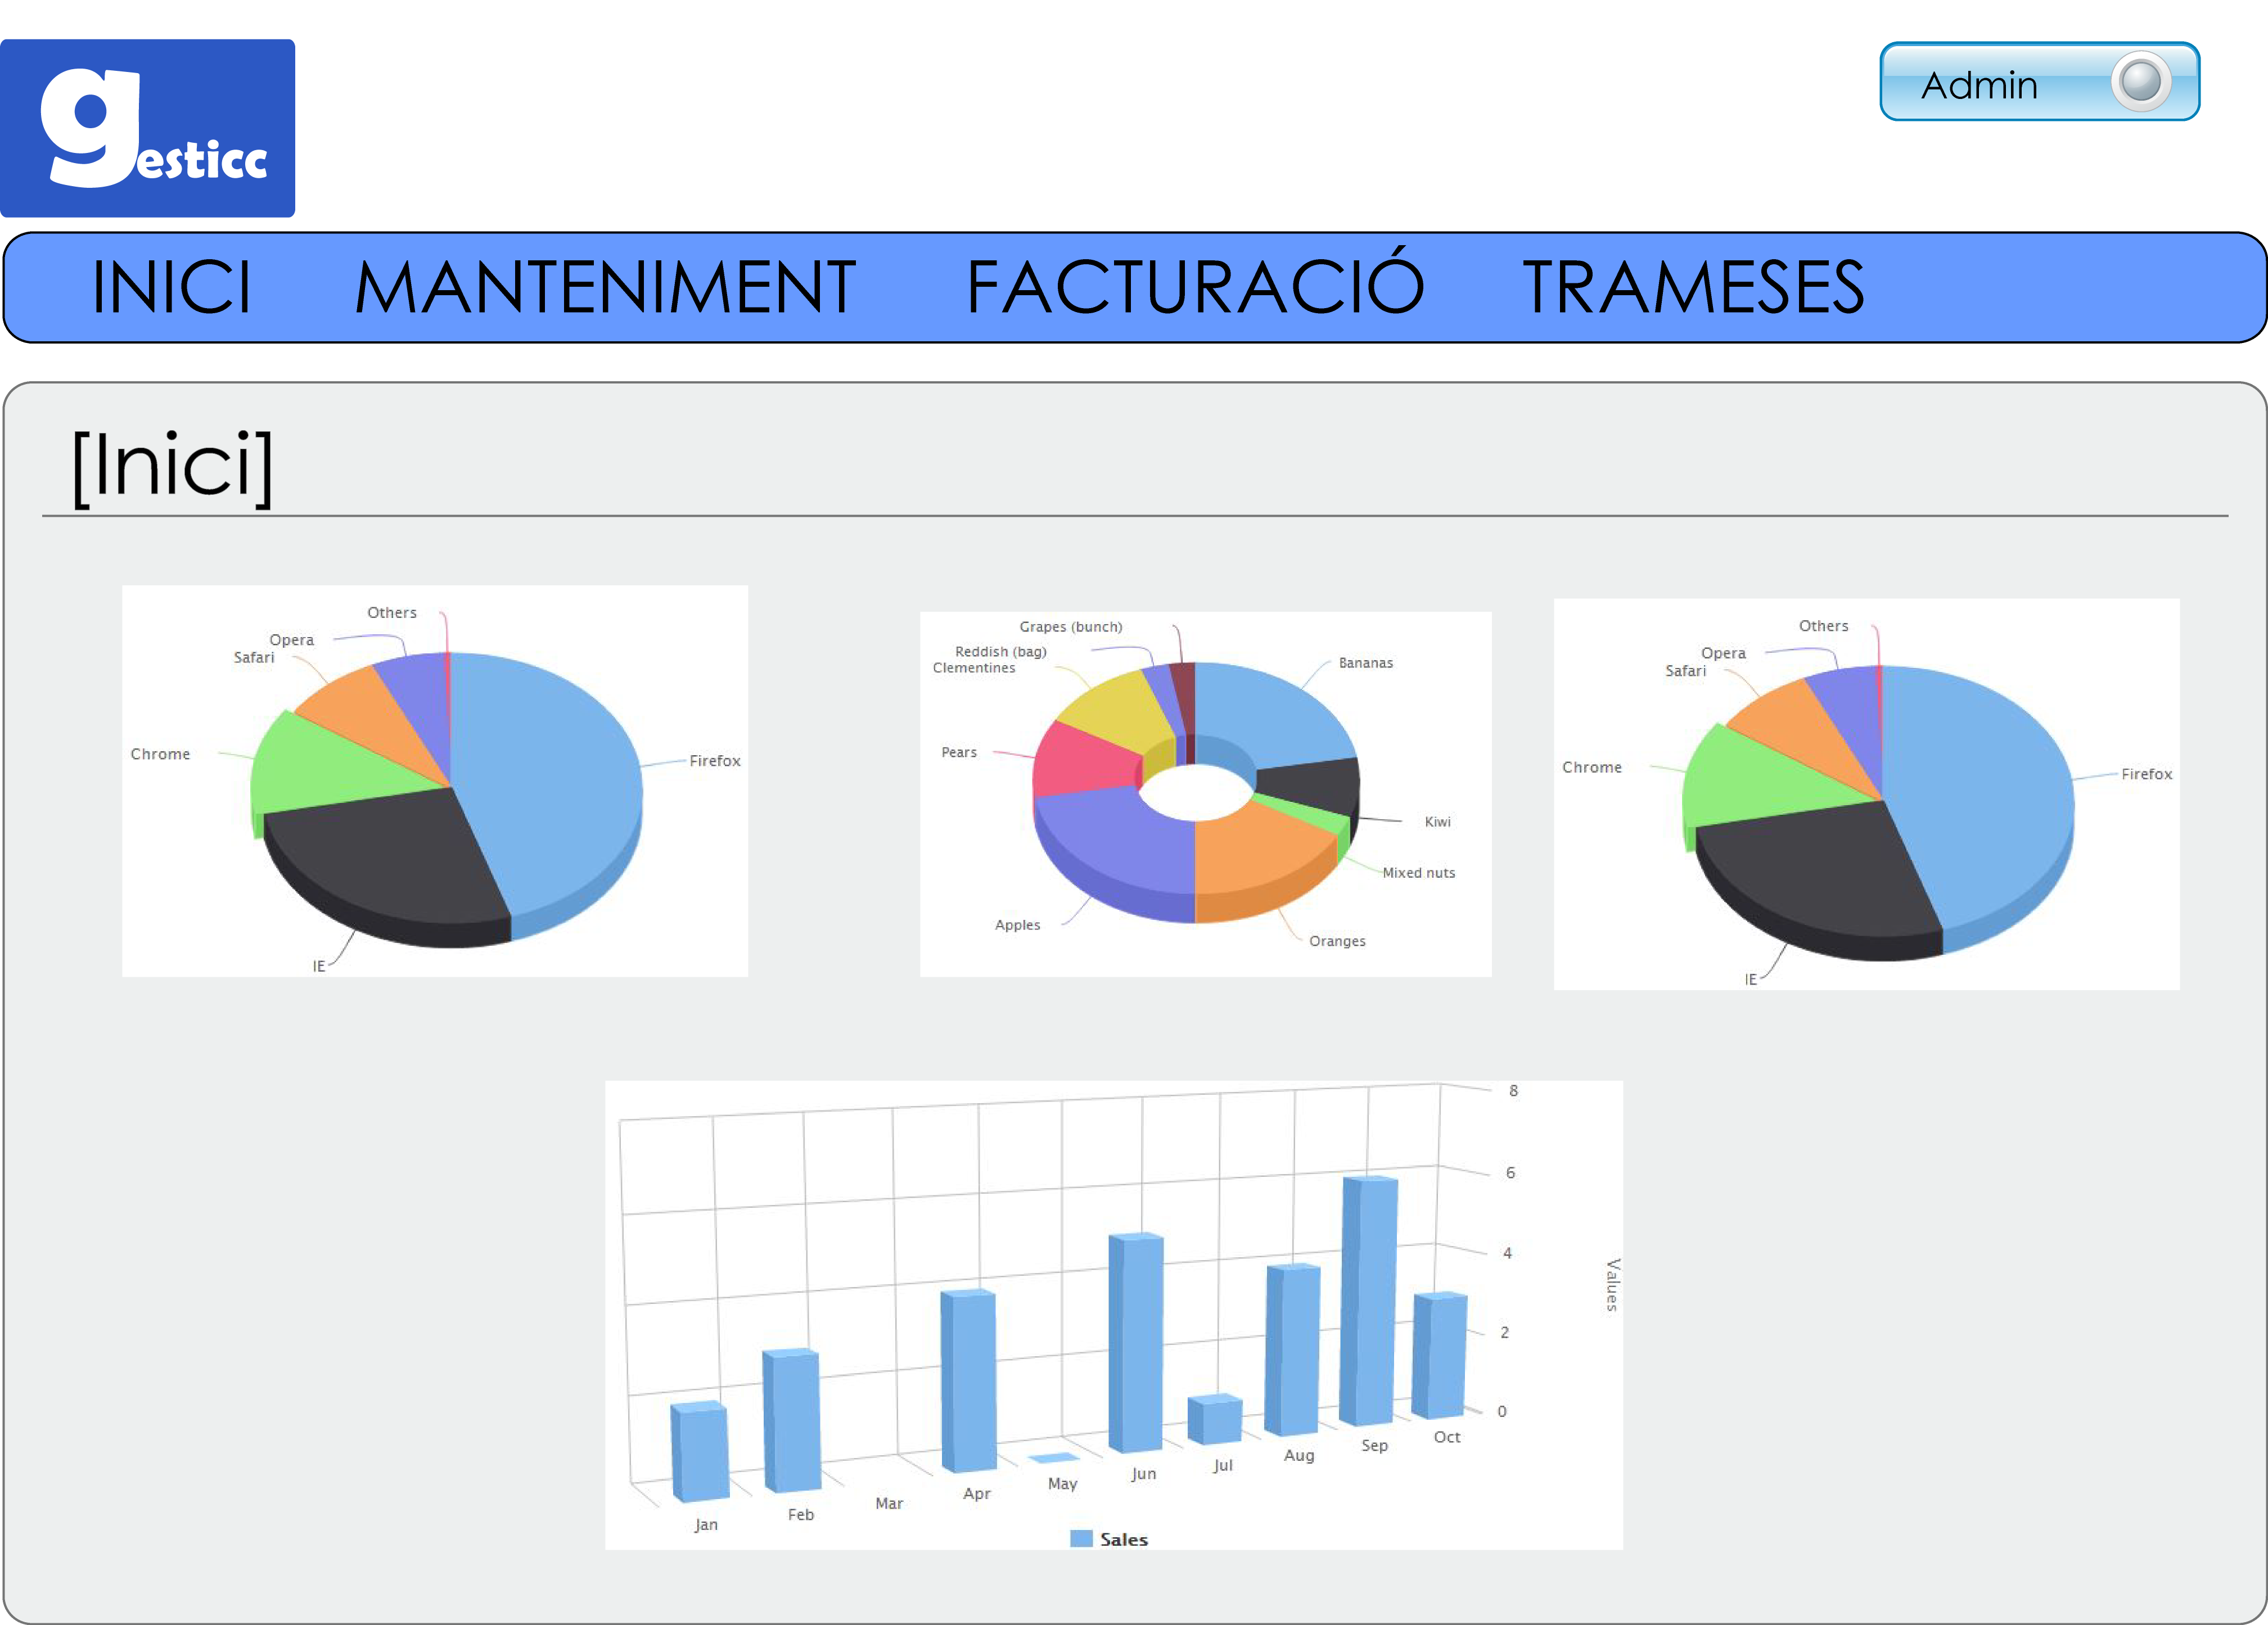 gesticc
Admin
INICI MANTENIMENT FACTURACIÓ TRAMESES
[Inici]
Others
Opera
Safari
Chrome
Firefox
IE
Grapes (bunch)
Reddish (bag)
Clementines
Bananas
Pears
Kiwi
Mixed nuts
Apples
Oranges
Others
Opera
Safari
Chrome
Firefox
IE
8
6
4
2
0
Values
Jan Feb Mar Apr May Jun Jul Aug Sep Oct
Sales